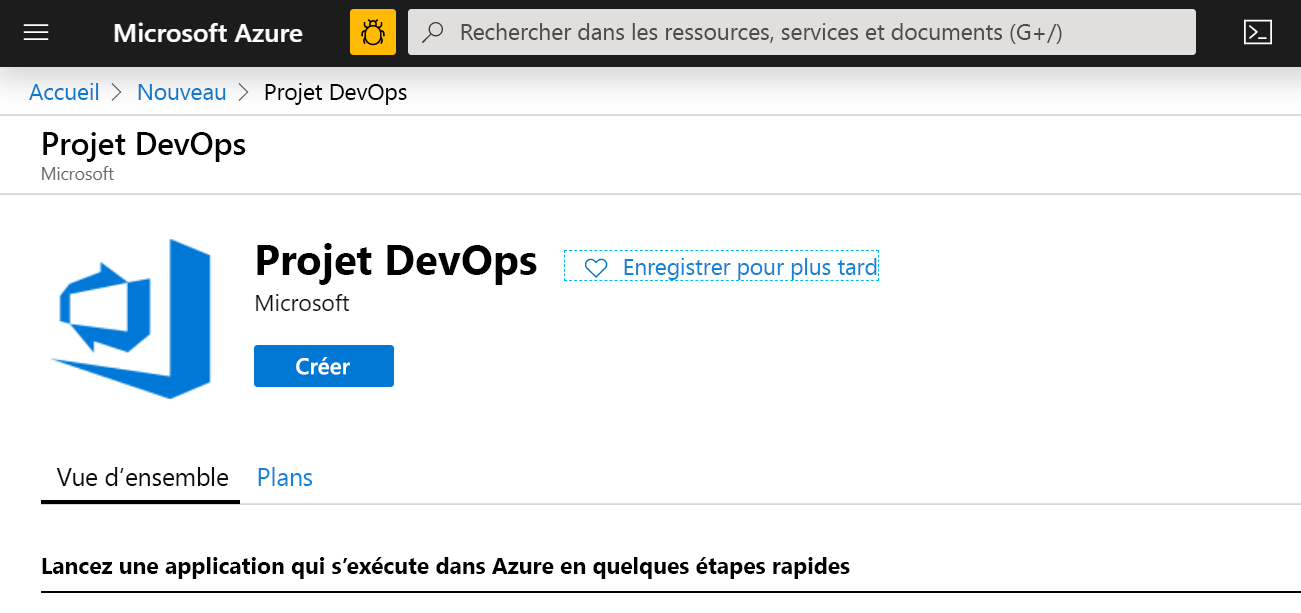 Microsoft Azure Rechercher dans les ressources, services et documents (G+/)
Accueil > Nouveau > Projet DevOps
Projet DevOps
Microsoft
Projet DevOps Enregistrer pour plus tard
Microsoft
Créer
Vue d’ensemble Plans
Lancez une application qui s’exécute dans Azure en quelques étapes rapides